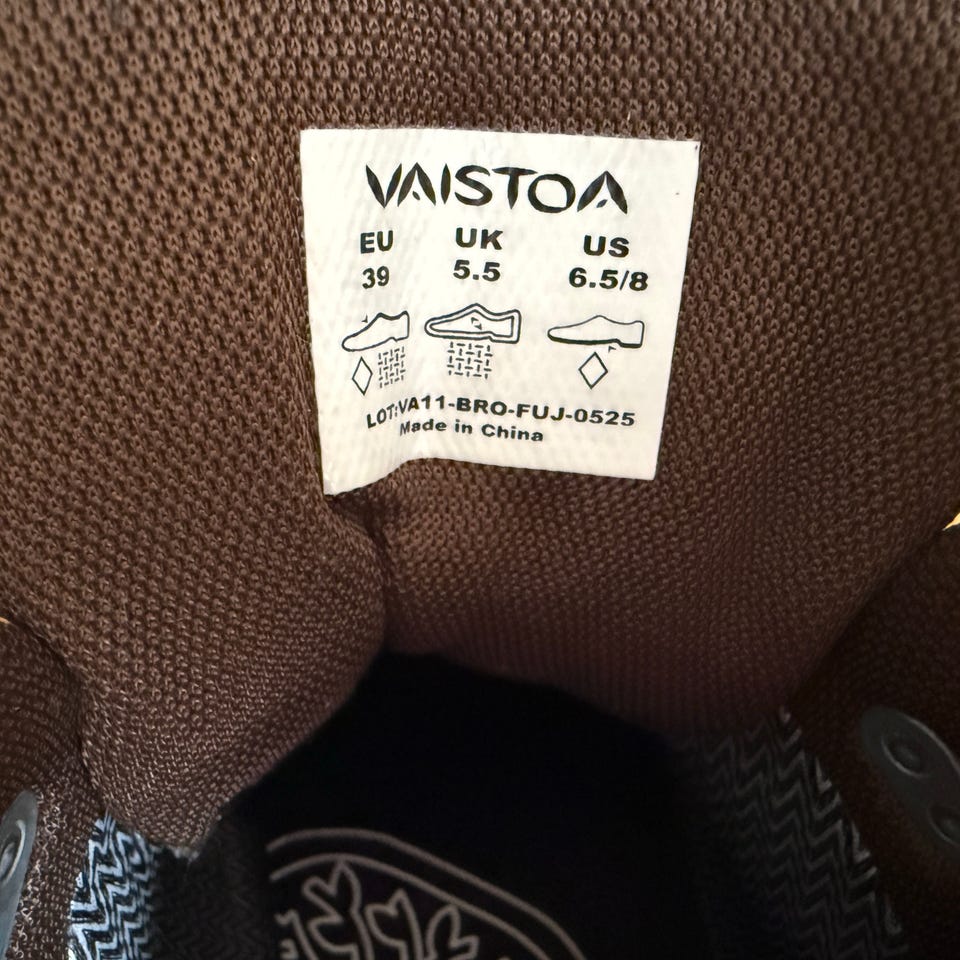 VAISTOA
EU UK US
39 5.5 6.5/8
LOT:VA11-BRO-FUJ-0525
Made in China